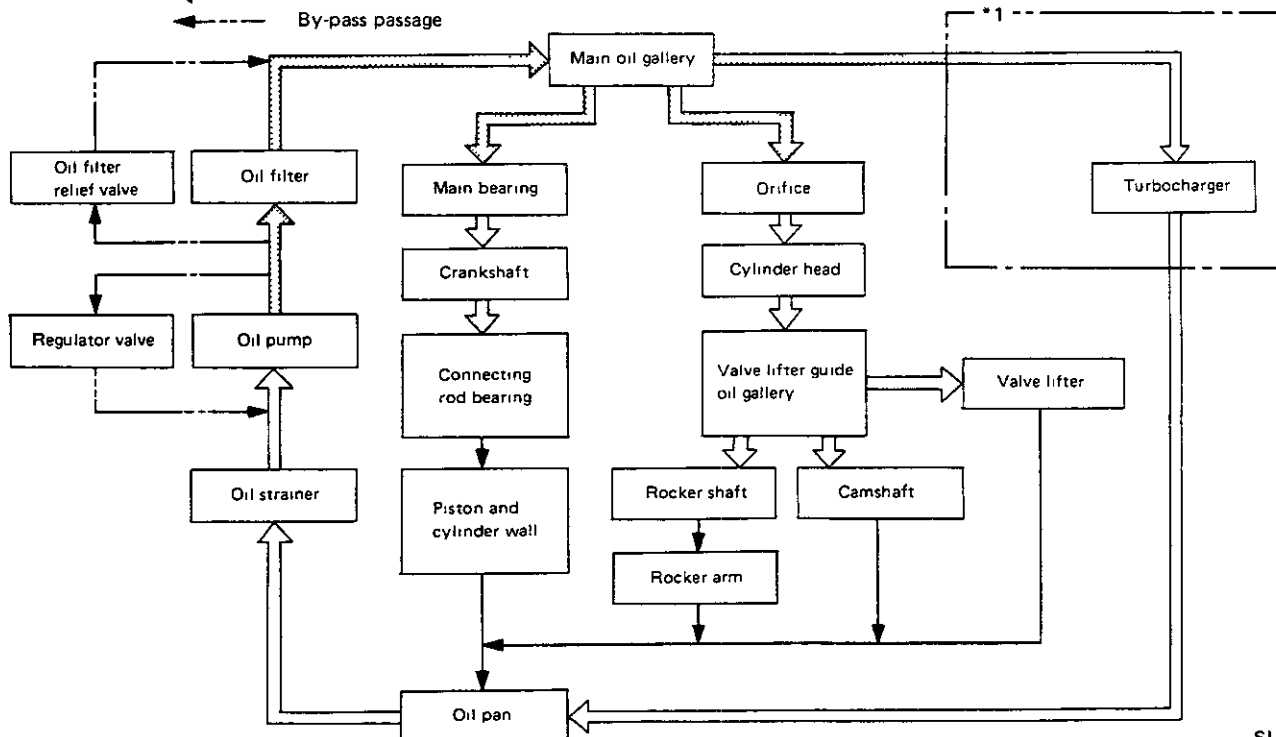 By-pass passage
*1
Main oil gallery
Oil filter
relief valve
Oil filter
Main bearing
Orifice
Turbocharger
Crankshaft
Cylinder head
Regulator valve
Oil pump
Connecting
rod bearing
Valve lifter guide
oil gallery
Valve lifter
Oil strainer
Piston and
cylinder wall
Rocker shaft
Camshaft
Rocker arm
Oil pan